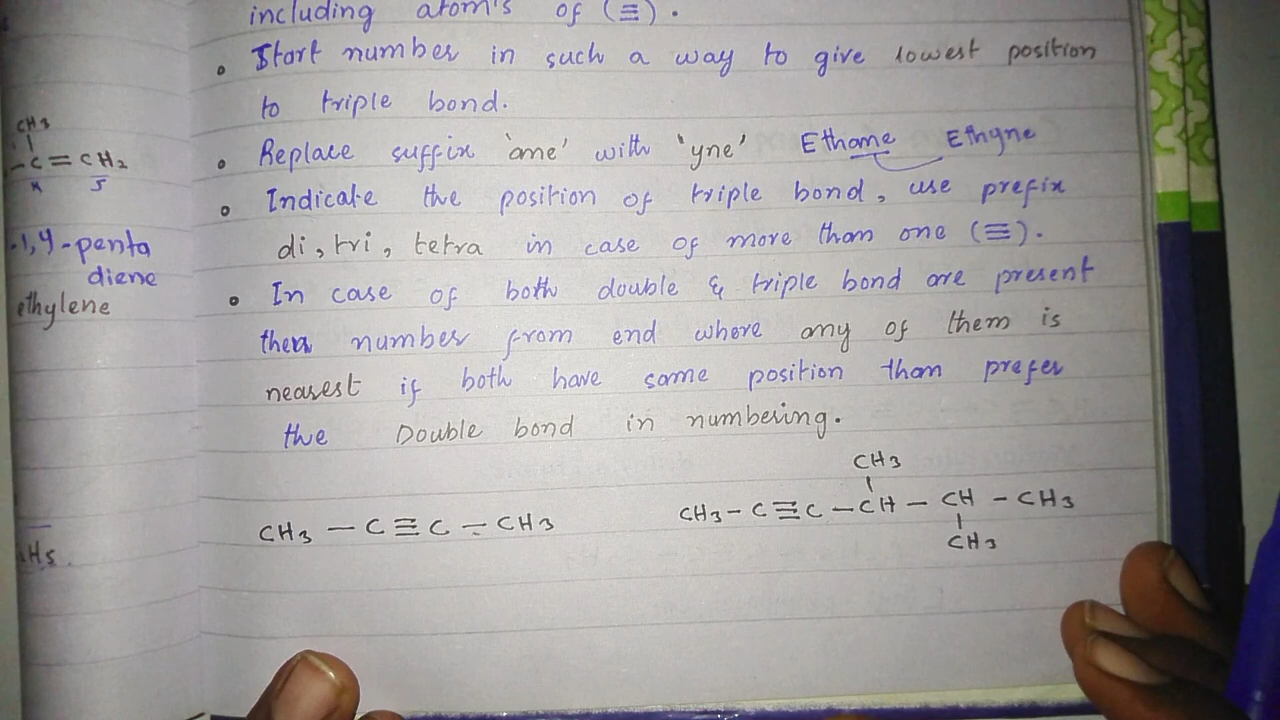 including atom's of (≡).
• Start number in such a way to give lowest position
to triple bond.
• Replace suffix 'ane' with 'yne' Ethane Ethyne
• Indicate the position of triple bond, use prefix
di, tri, tetra in case of more than one (≡).
• In case of both double & triple bond are present
then number from end where any of them is
nearest if both have same position than prefer
the Double bond in numbering.
CH3 – C ≡ C – CH3
CH3
CH3 – C ≡ C – CH – CH – CH3
CH3
CH3
– C = CH2
5
1,4-penta
diene
ethylene
H5.